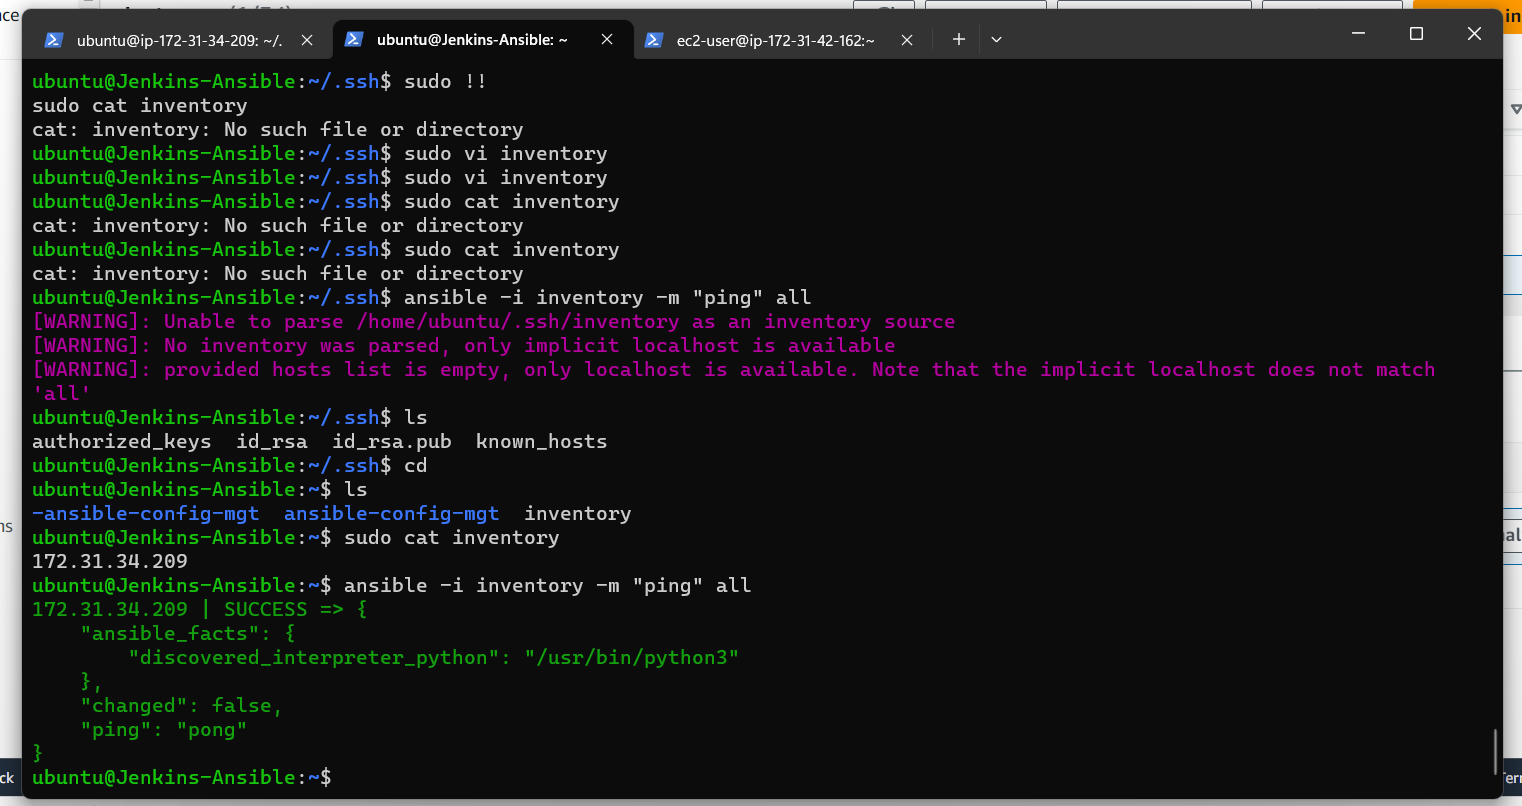 ubuntu@ip-172-31-34-209: ~/.
ubuntu@Jenkins-Ansible: ~
ec2-user@ip-172-31-42-162:~
ubuntu@Jenkins-Ansible:~/.ssh$ sudo !!
sudo cat inventory
cat: inventory: No such file or directory
ubuntu@Jenkins-Ansible:~/.ssh$ sudo vi inventory
ubuntu@Jenkins-Ansible:~/.ssh$ sudo vi inventory
ubuntu@Jenkins-Ansible:~/.ssh$ sudo cat inventory
cat: inventory: No such file or directory
ubuntu@Jenkins-Ansible:~/.ssh$ sudo cat inventory
cat: inventory: No such file or directory
ubuntu@Jenkins-Ansible:~/.ssh$ ansible -i inventory -m "ping" all
[WARNING]: Unable to parse /home/ubuntu/.ssh/inventory as an inventory source
[WARNING]: No inventory was parsed, only implicit localhost is available
[WARNING]: provided hosts list is empty, only localhost is available. Note that the implicit localhost does not match
'all'
ubuntu@Jenkins-Ansible:~/.ssh$ ls
authorized_keys  id_rsa  id_rsa.pub  known_hosts
ubuntu@Jenkins-Ansible:~/.ssh$ cd
ubuntu@Jenkins-Ansible:~$ ls
-ansible-config-mgt  ansible-config-mgt  inventory
ubuntu@Jenkins-Ansible:~$ sudo cat inventory
172.31.34.209
ubuntu@Jenkins-Ansible:~$ ansible -i inventory -m "ping" all
172.31.34.209 | SUCCESS => {
    "ansible_facts": {
        "discovered_interpreter_python": "/usr/bin/python3"
    },
    "changed": false,
    "ping": "pong"
}
ubuntu@Jenkins-Ansible:~$